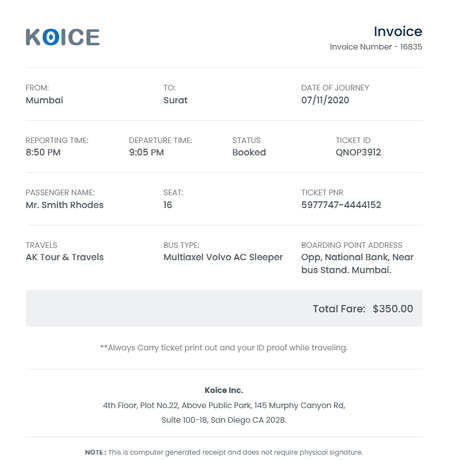 KOICE
Invoice
Invoice Number - 16835
FROM: TO: DATE OF JOURNEY
Mumbai Surat 07/11/2020
REPORTING TIME: DEPARTURE TIME: STATUS TICKET ID
8:50 PM 9:05 PM Booked QNOP3912
PASSENGER NAME: SEAT: TICKET PNR
Mr. Smith Rhodes 16 5977747-4444152
TRAVELS BUS TYPE: BOARDING POINT ADDRESS
AK Tour & Travels Multiaxel Volvo AC Sleeper Opp, National Bank, Near
bus Stand. Mumbai.
Total Fare: $350.00
**Always Carry ticket print out and your ID proof while traveling.
Koice Inc.
4th Floor, Plot No.22, Above Public Park, 145 Murphy Canyon Rd,
Suite 100-18, San Diego CA 2028.
NOTE : This is computer generated receipt and does not require physical signature.